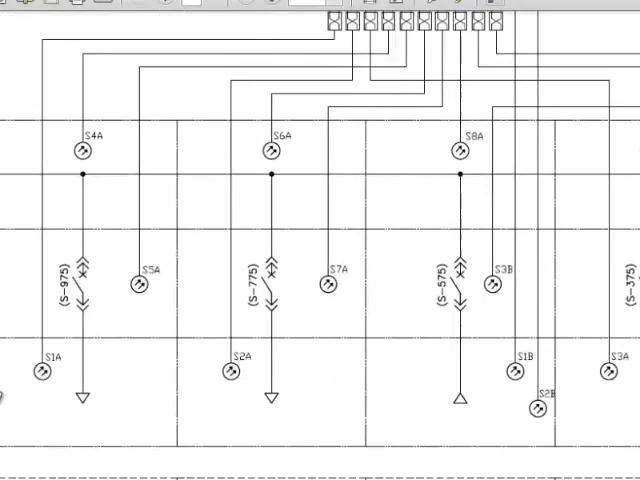 S4A
S6A
S8A
(S-975)
S5A
(S-775)
S7A
(S-575)
S3B
(S-375)
S1A
S2A
S1B
S3A
S2B